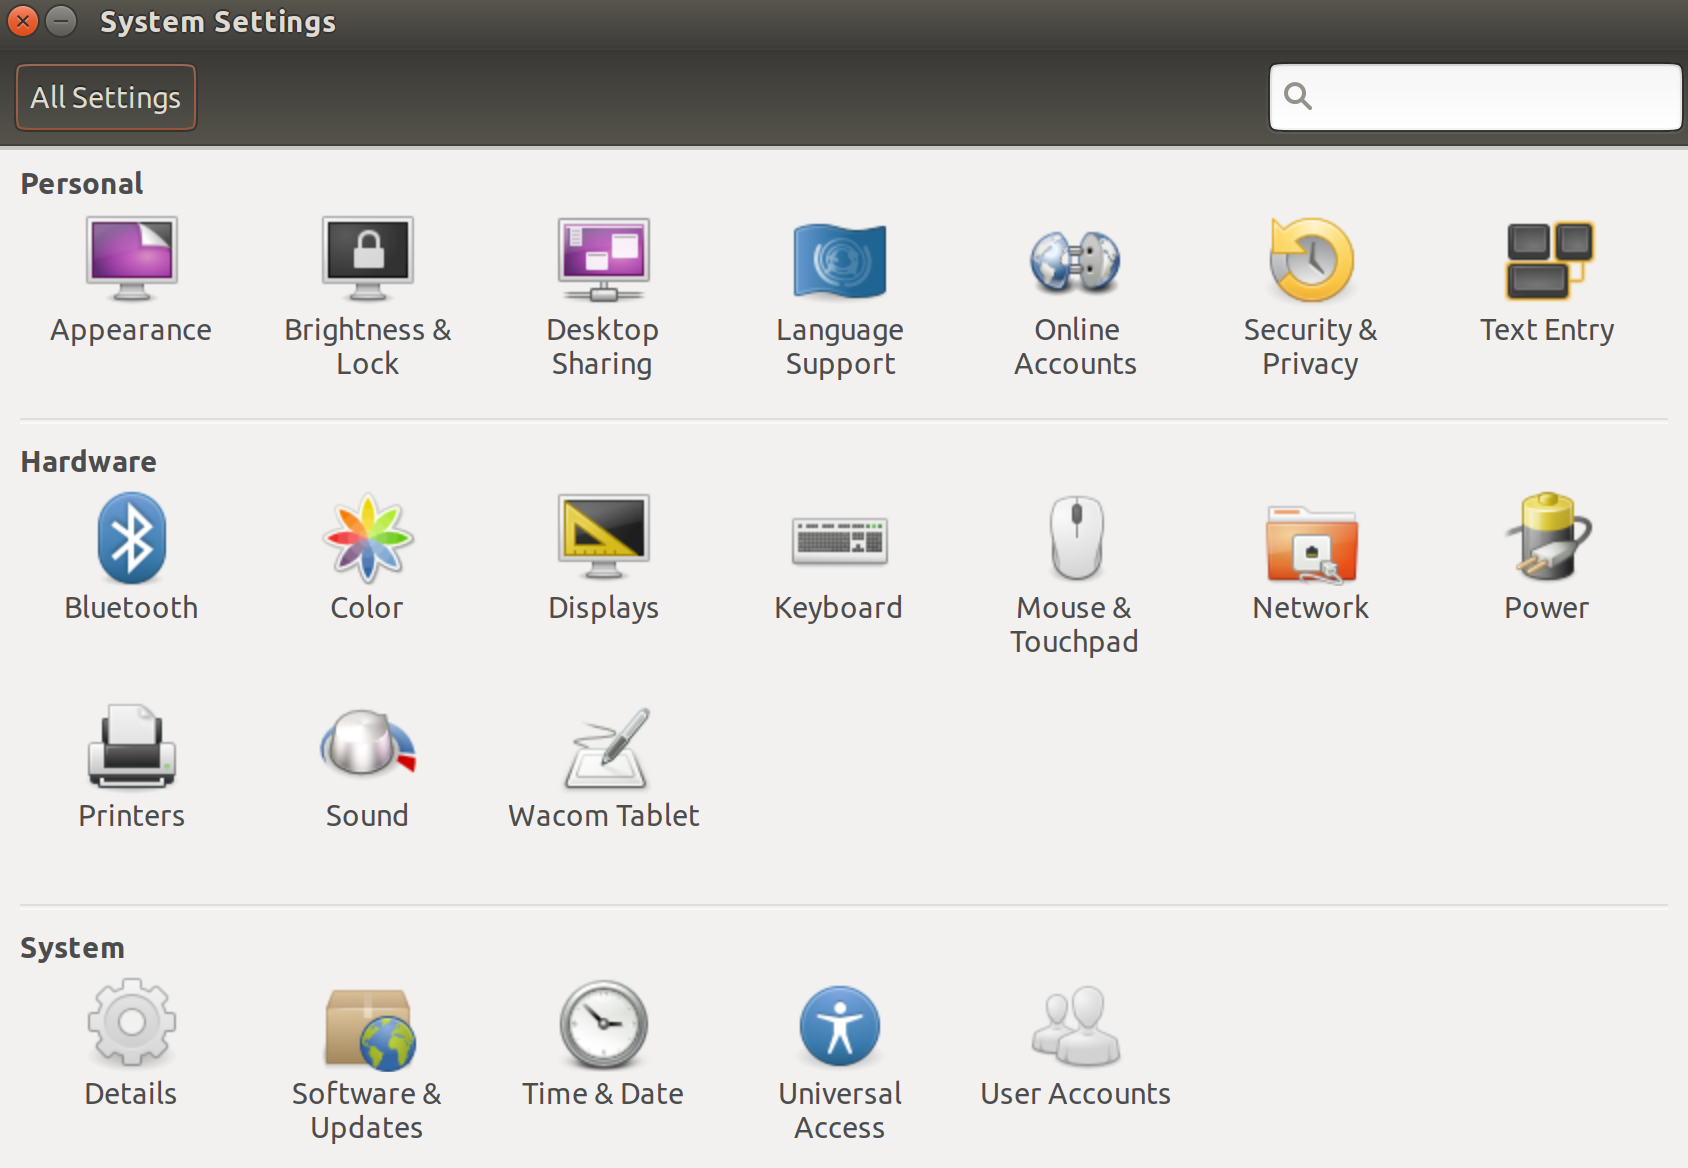 System Settings
All Settings
Personal
Appearance
Brightness &
Lock
Desktop
Sharing
Language
Support
Online
Accounts
Security &
Privacy
Text Entry
Hardware
Bluetooth
Color
Displays
Keyboard
Mouse &
Touchpad
Network
Power
Printers
Sound
Wacom Tablet
System
Details
Software &
Updates
Time & Date
Universal
Access
User Accounts